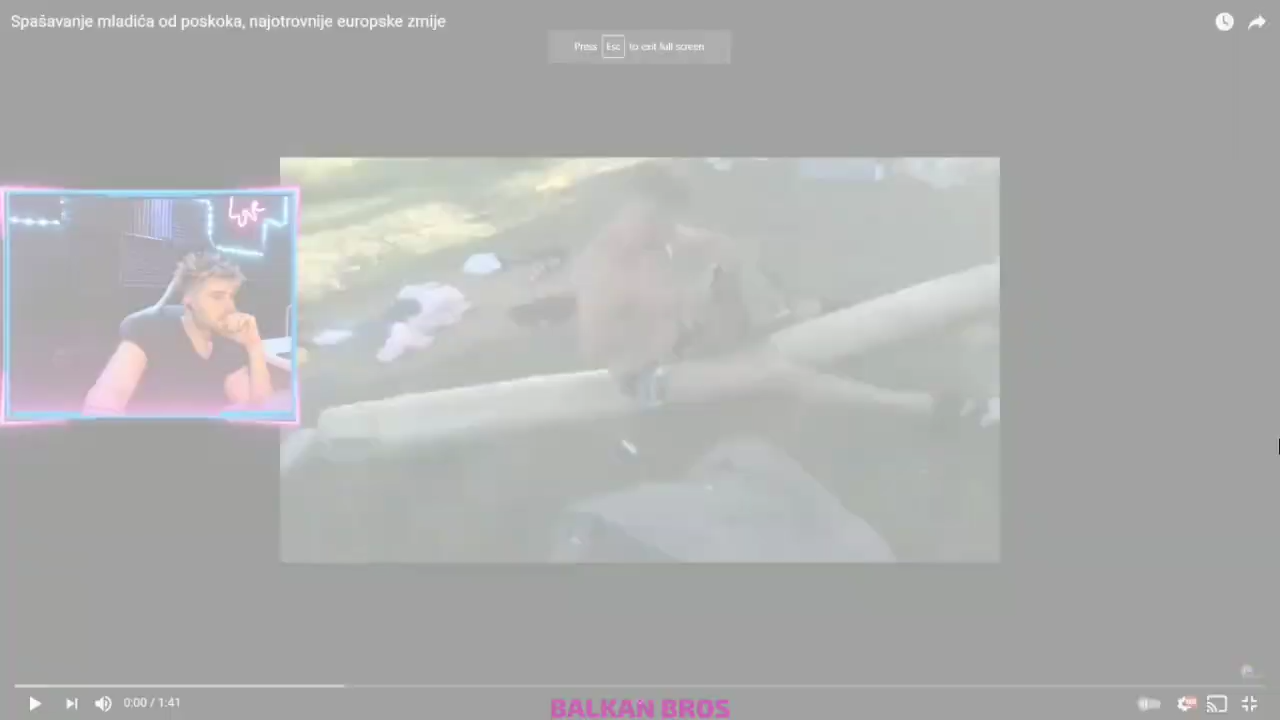 Spašavanje mladića od poskoka, najotrovnije europske zmije
Press Esc to exit full screen
0:00 / 1:41
BALKAN BROS